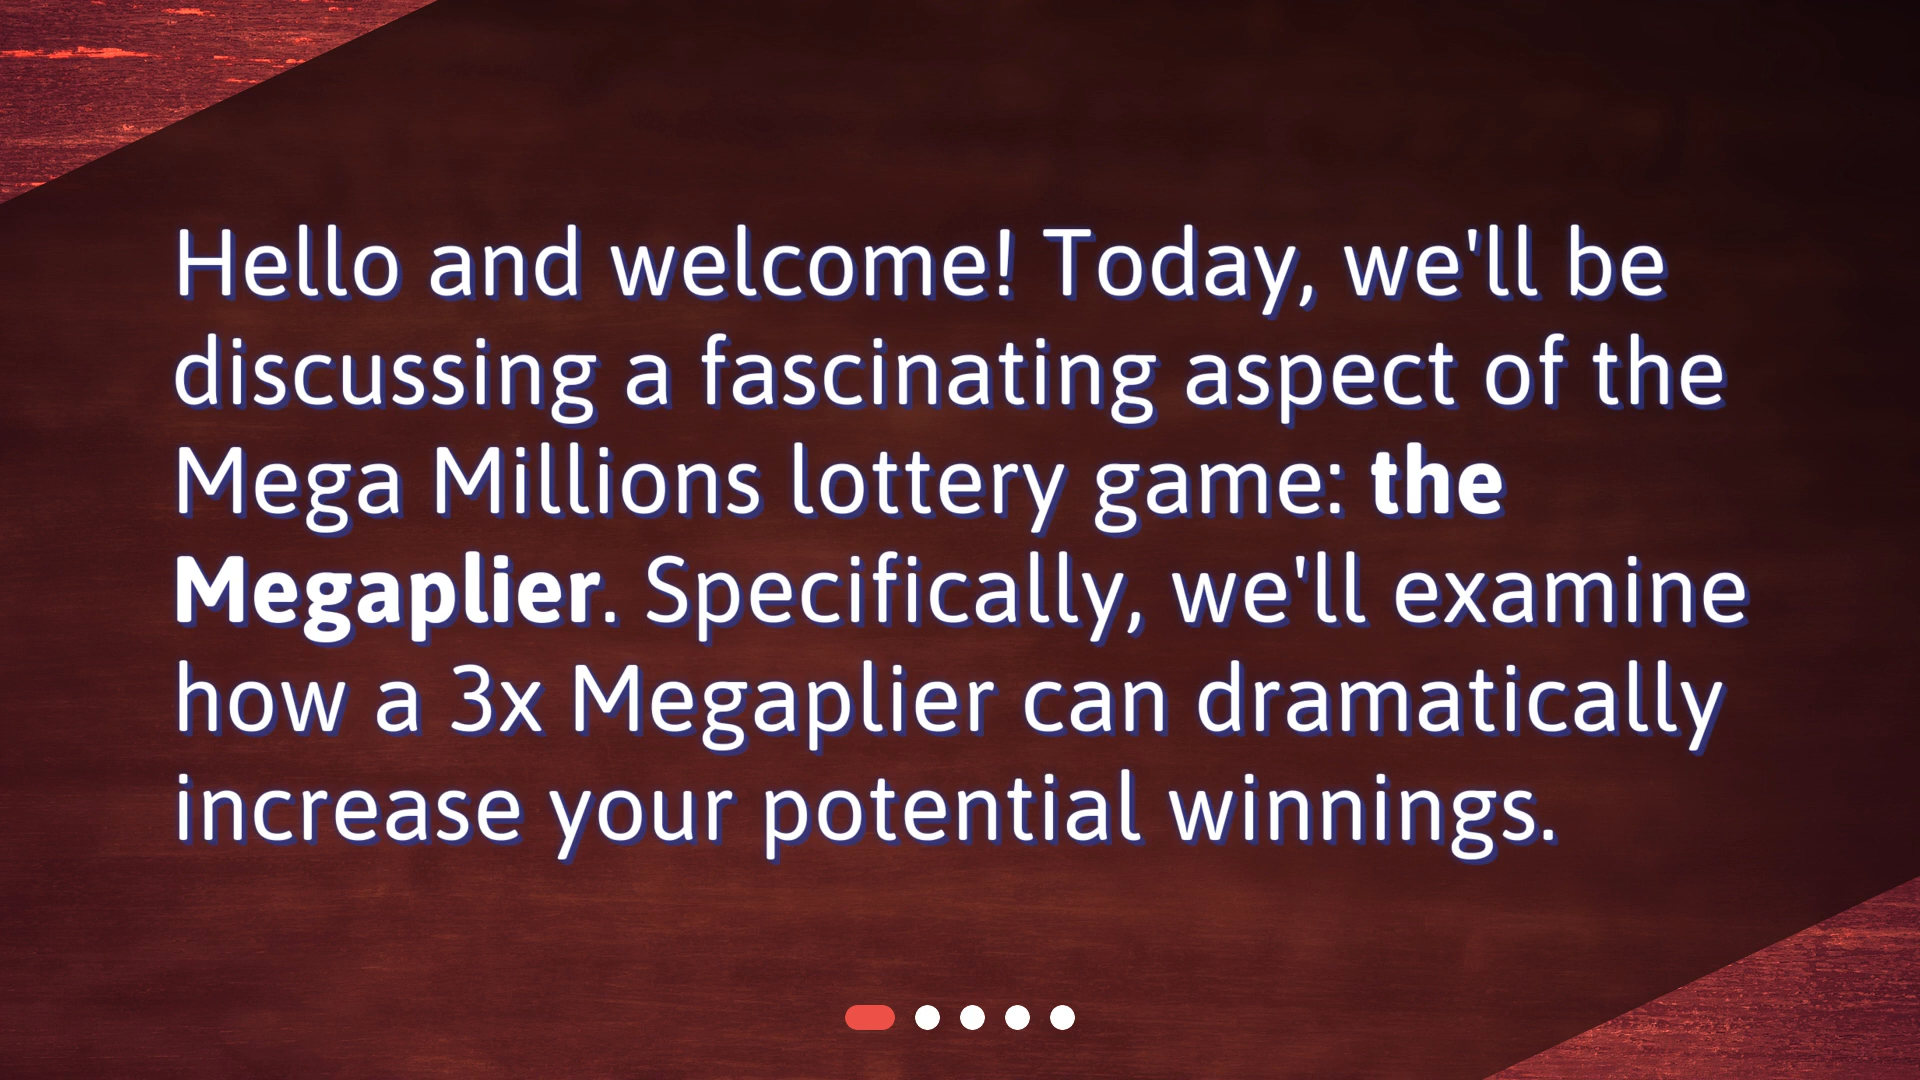 Hello and welcome! Today, we'll be
discussing a fascinating aspect of the
Mega Millions lottery game: the
Megaplier. Specifically, we'll examine
how a 3x Megaplier can dramatically
increase your potential winnings.